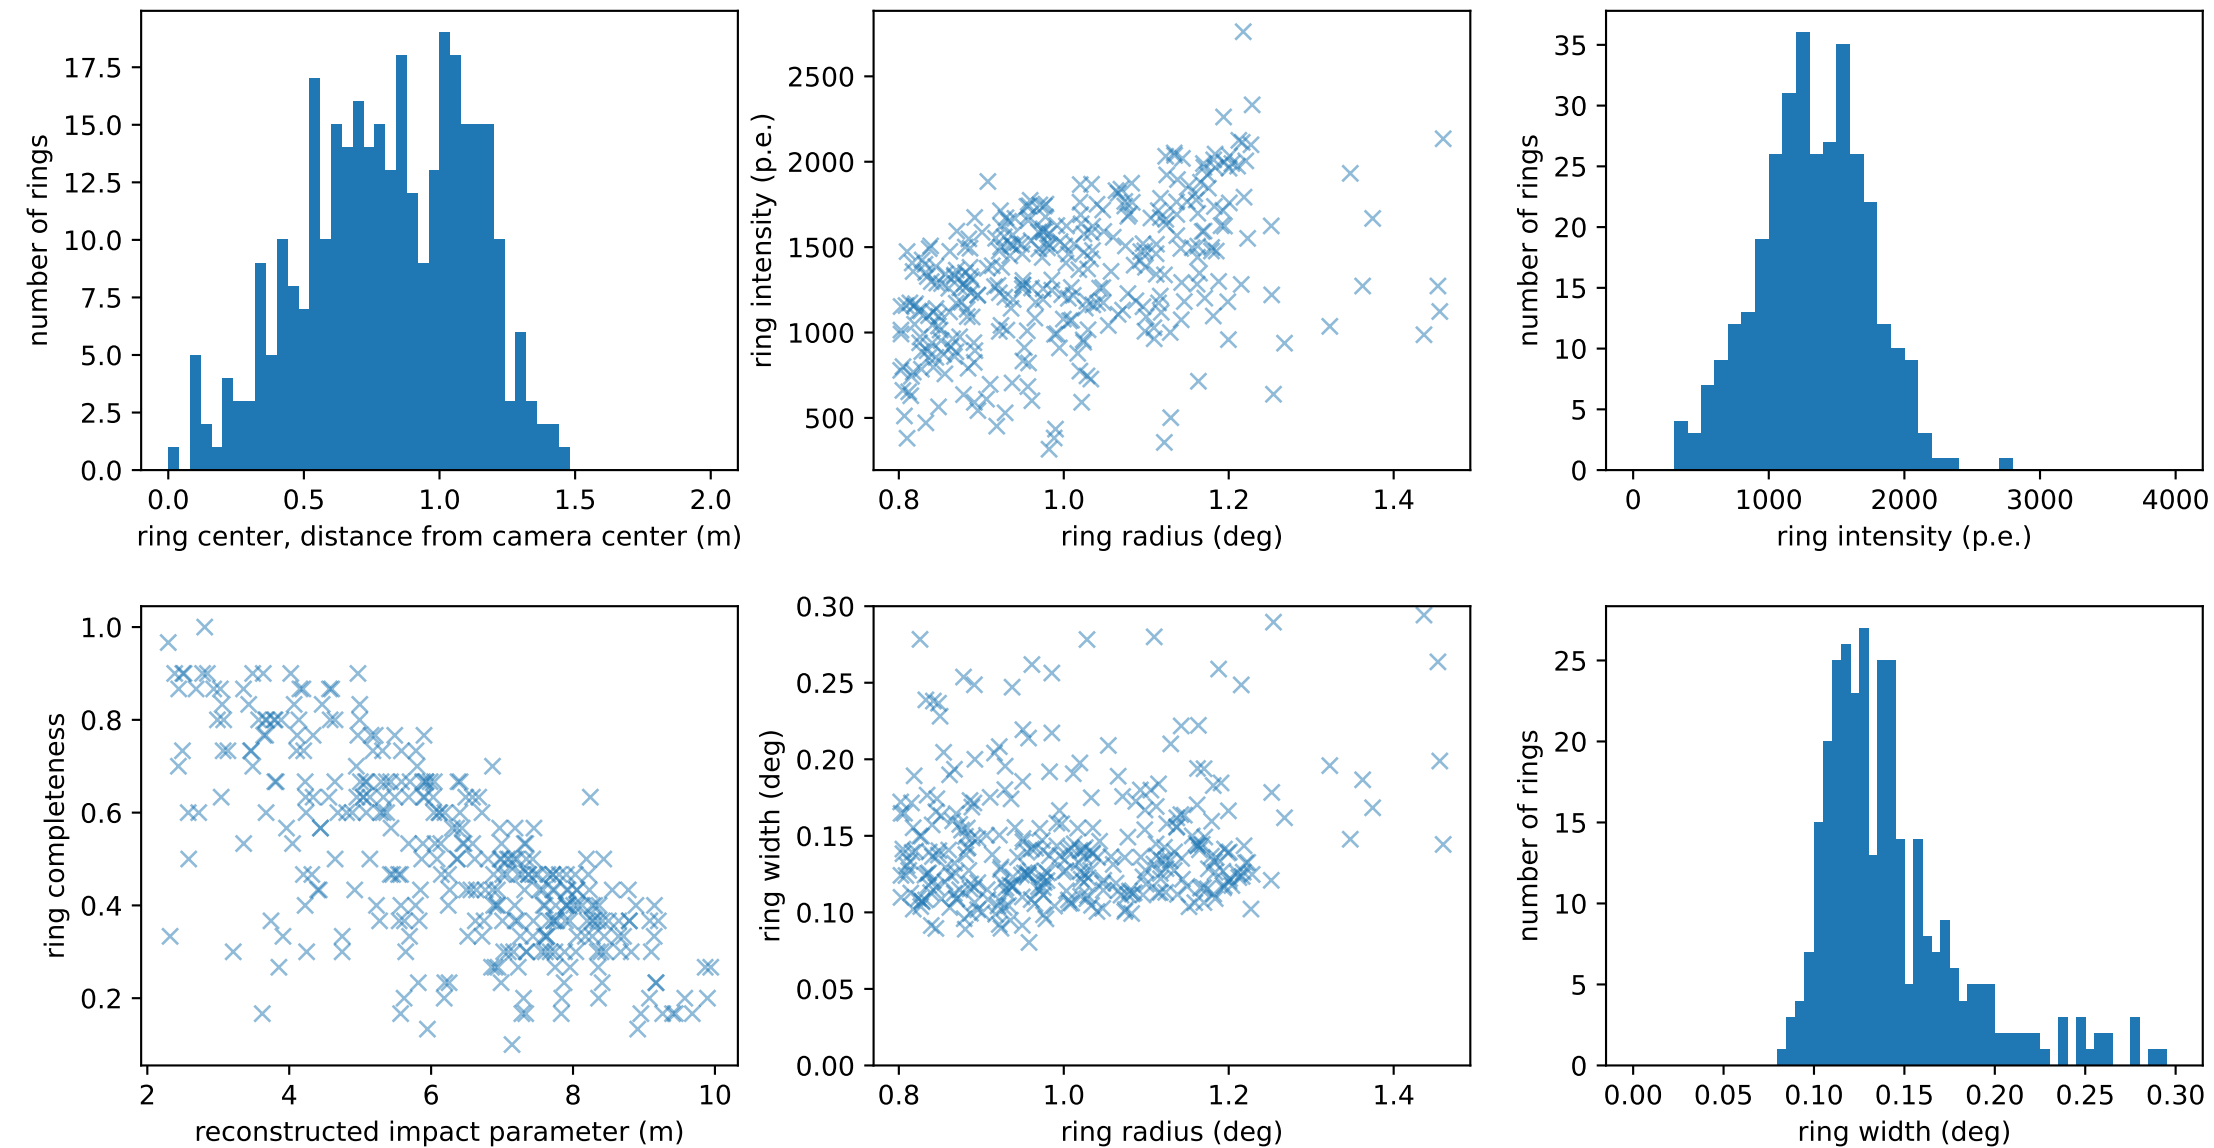 number of rings
17.5
15.0
12.5
10.0
7.5
5.0
2.5
0.0
0.0 0.5 1.0 1.5 2.0
ring center, distance from camera center (m)
ring intensity (p.e.)
2500
2000
1500
1000
500
0.8 1.0 1.2 1.4
ring radius (deg)
number of rings
35
30
25
20
15
10
5
0
0 1000 2000 3000 4000
ring intensity (p.e.)
ring completeness
1.0
0.8
0.6
0.4
0.2
2 4 6 8 10
reconstructed impact parameter (m)
ring width (deg)
0.30
0.25
0.20
0.15
0.10
0.05
0.00
0.8 1.0 1.2 1.4
ring radius (deg)
number of rings
25
20
15
10
5
0
0.00 0.05 0.10 0.15 0.20 0.25 0.30
ring width (deg)